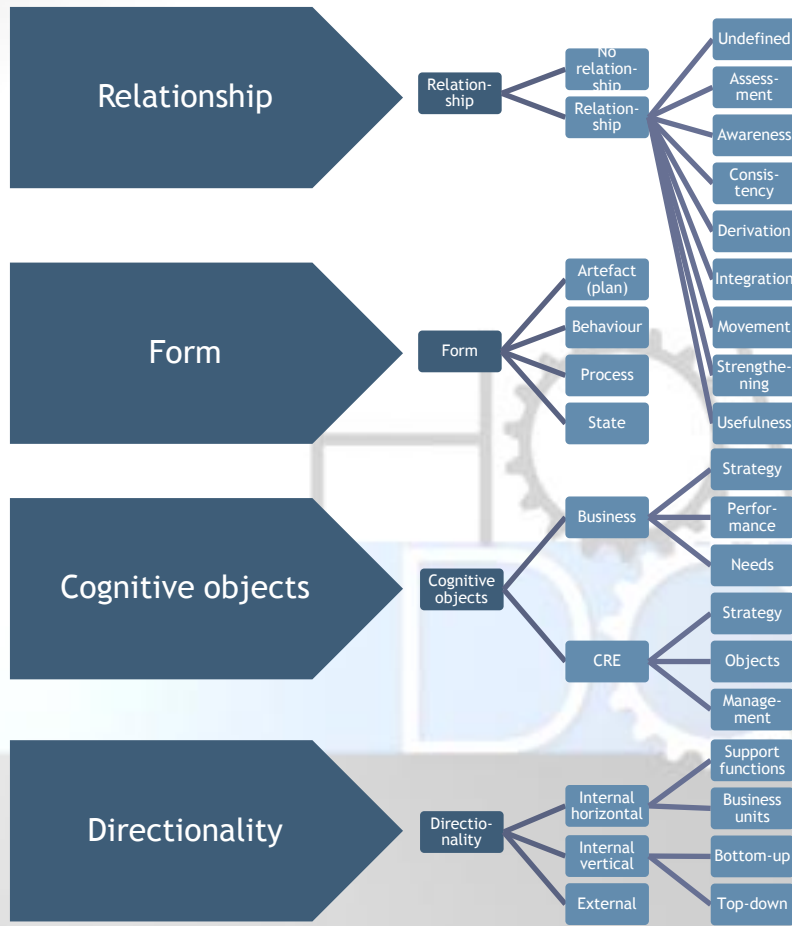 Relationship
Relation-
ship
No
relation-
ship
Relation-
ship
Undefined
Assess-
ment
Awareness
Consis-
tency
Derivation
Integration
Movement
Strengthe-
ning
Usefulness
Form
Form
Artefact
(plan)
Behaviour
Process
State
Cognitive objects
Cognitive
objects
Business
Strategy
Perfor-
mance
Needs
CRE
Strategy
Objects
Manage-
ment
Directionality
Directio-
nality
Internal
horizontal
Support
functions
Business
units
Internal
vertical
Bottom-up
Top-down
External